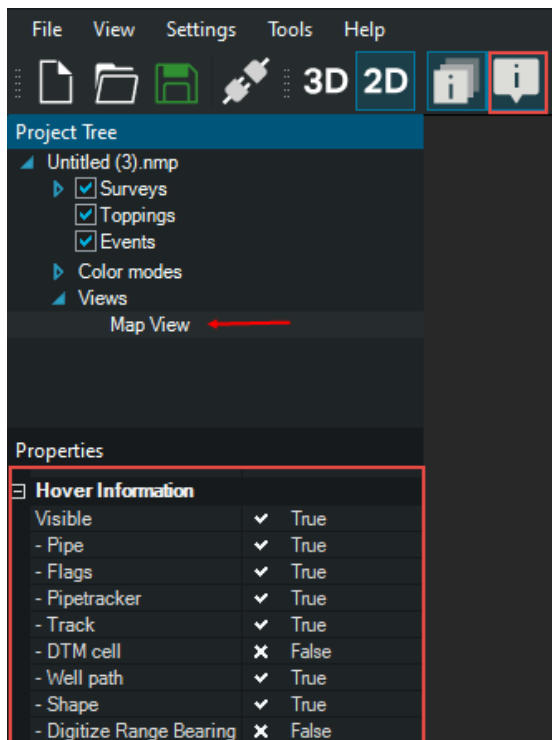 File View Settings Tools Help
3D 2D i i
Project Tree
Untitled (3).nmp
Surveys
Toppings
Events
Color modes
Views
Map View
Properties
Hover Information
Visible True
- Pipe True
- Flags True
- Pipetracker True
- Track True
- DTM cell False
- Well path True
- Shape True
- Digitize Range Bearing False